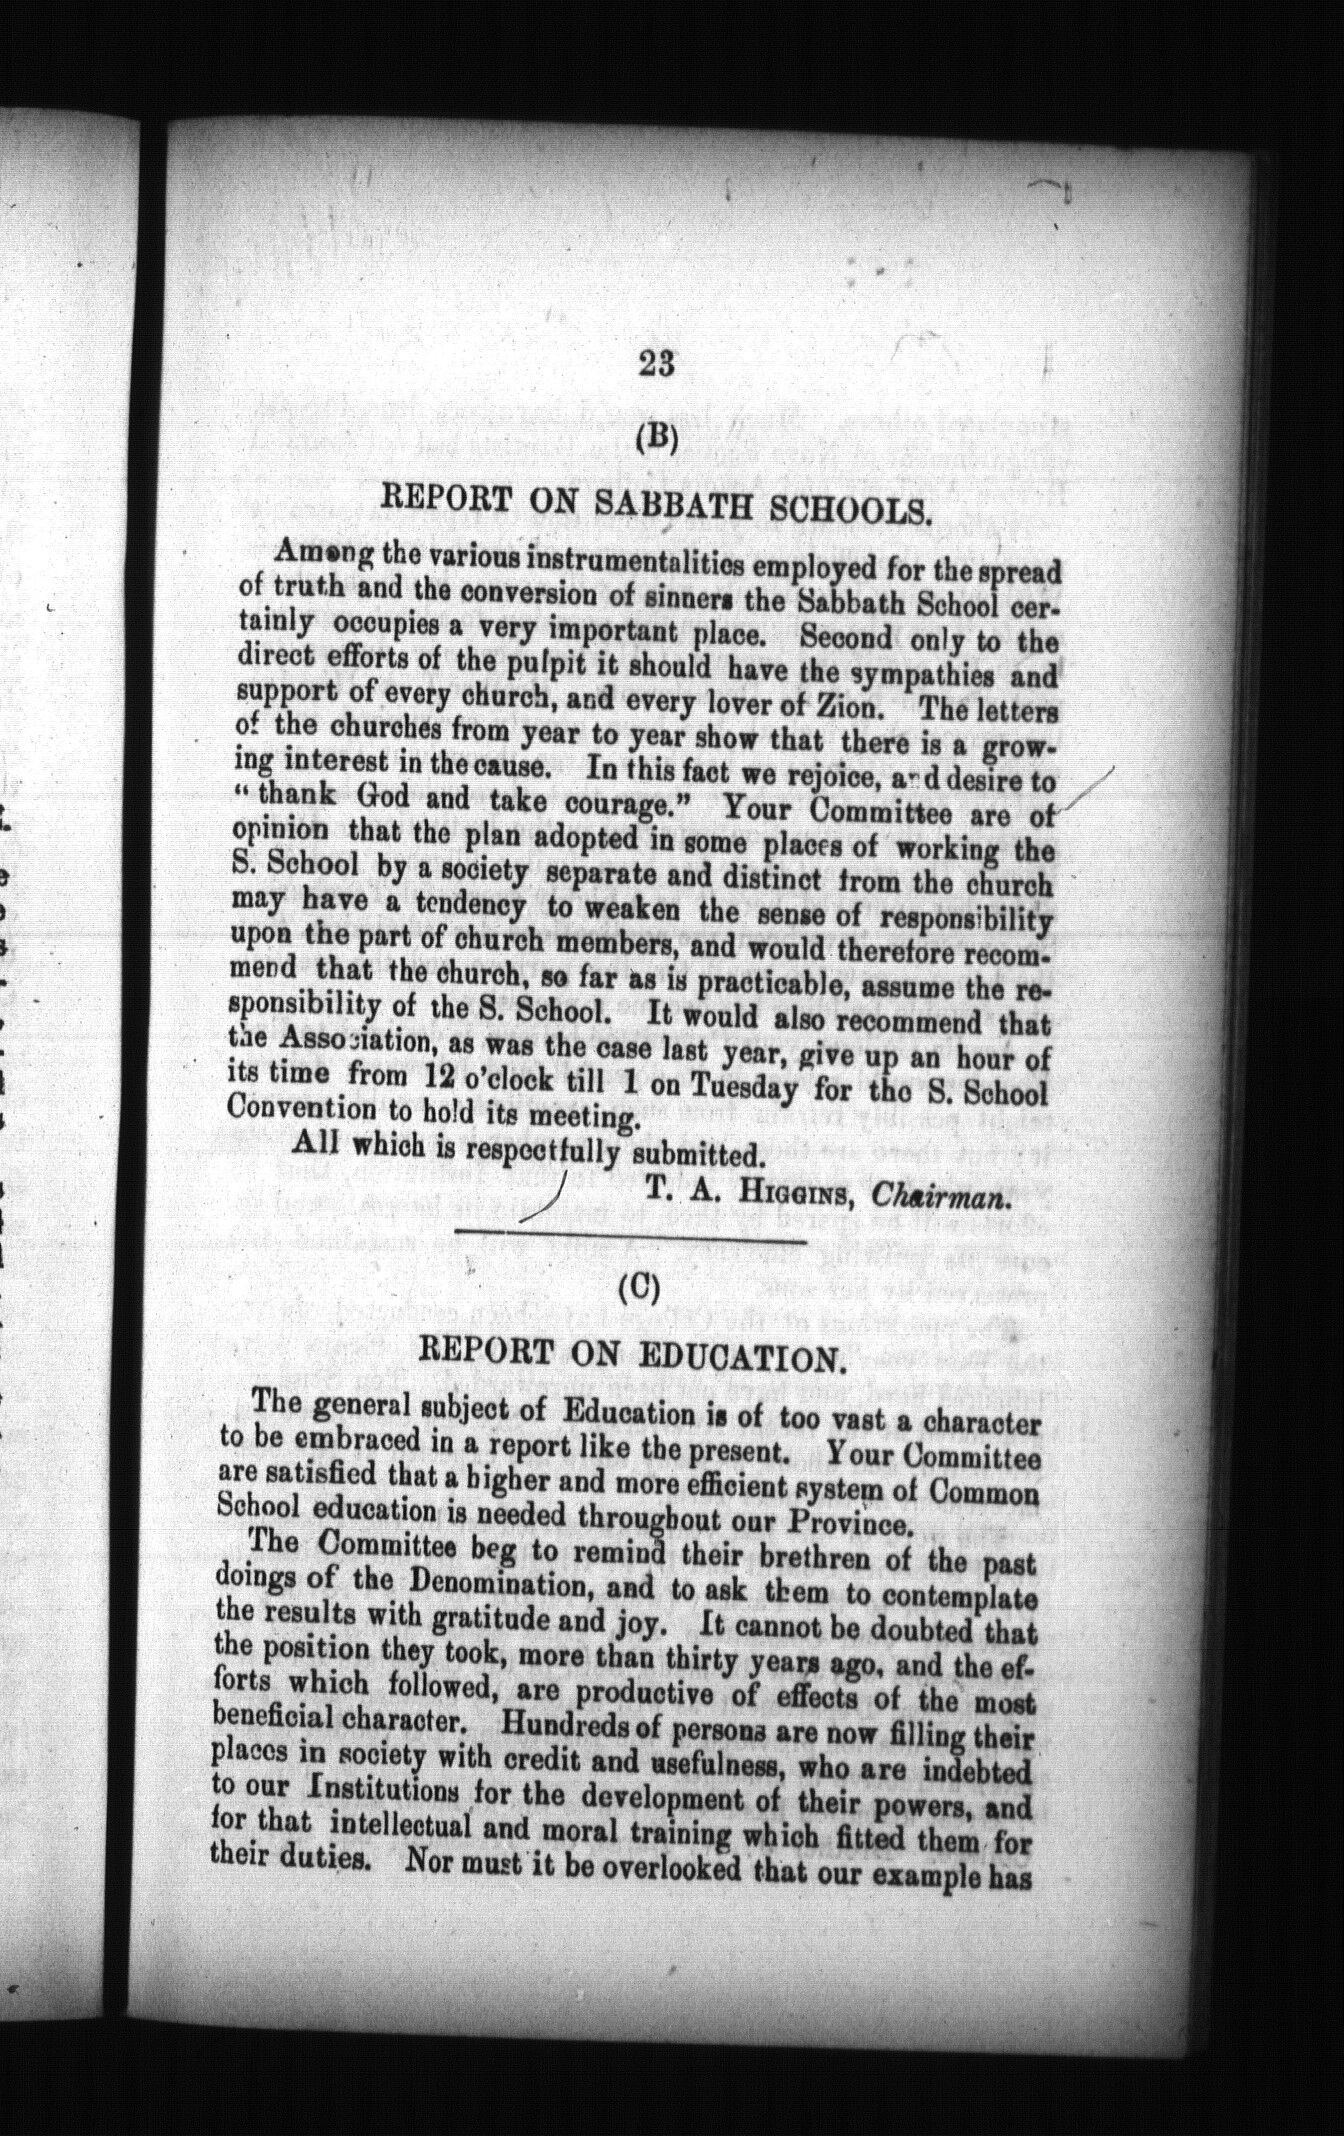 23
(B)
REPORT ON SABBATH SCHOOLS.
Among the various instrumentalities employed for the spread
of truth and the conversion of sinners the Sabbath School cer-
tainly occupies a very important place. Second only to the
direct efforts of the pulpit it should have the sympathies and
support of every church, and every lover of Zion. The letters
of the churches from year to year show that there is a grow-
ing interest in the cause. In this fact we rejoice, and desire to
“ thank God and take courage.” Your Committee are of
opinion that the plan adopted in some places of working the
S. School by a society separate and distinct from the church
may have a tendency to weaken the sense of responsibility
upon the part of church members, and would therefore recom-
mend that the church, so far as is practicable, assume the re-
sponsibility of the S. School. It would also recommend that
the Association, as was the case last year, give up an hour of
its time from 12 o'clock till 1 on Tuesday for the S. School
Convention to hold its meeting.
All which is respectfully submitted.
T. A. HIGGINS, Chairman.
(C)
REPORT ON EDUCATION.
The general subject of Education is of too vast a character
to be embraced in a report like the present. Your Committee
are satisfied that a higher and more efficient system of Common
School education is needed throughout our Province.
The Committee beg to remind their brethren of the past
doings of the Denomination, and to ask them to contemplate
the results with gratitude and joy. It cannot be doubted that
the position they took, more than thirty years ago, and the ef-
forts which followed, are productive of effects of the most
beneficial character. Hundreds of persons are now filling their
places in society with credit and usefulness, who are indebted
to our Institutions for the development of their powers, and
for that intellectual and moral training which fitted them for
their duties. Nor must it be overlooked that our example has